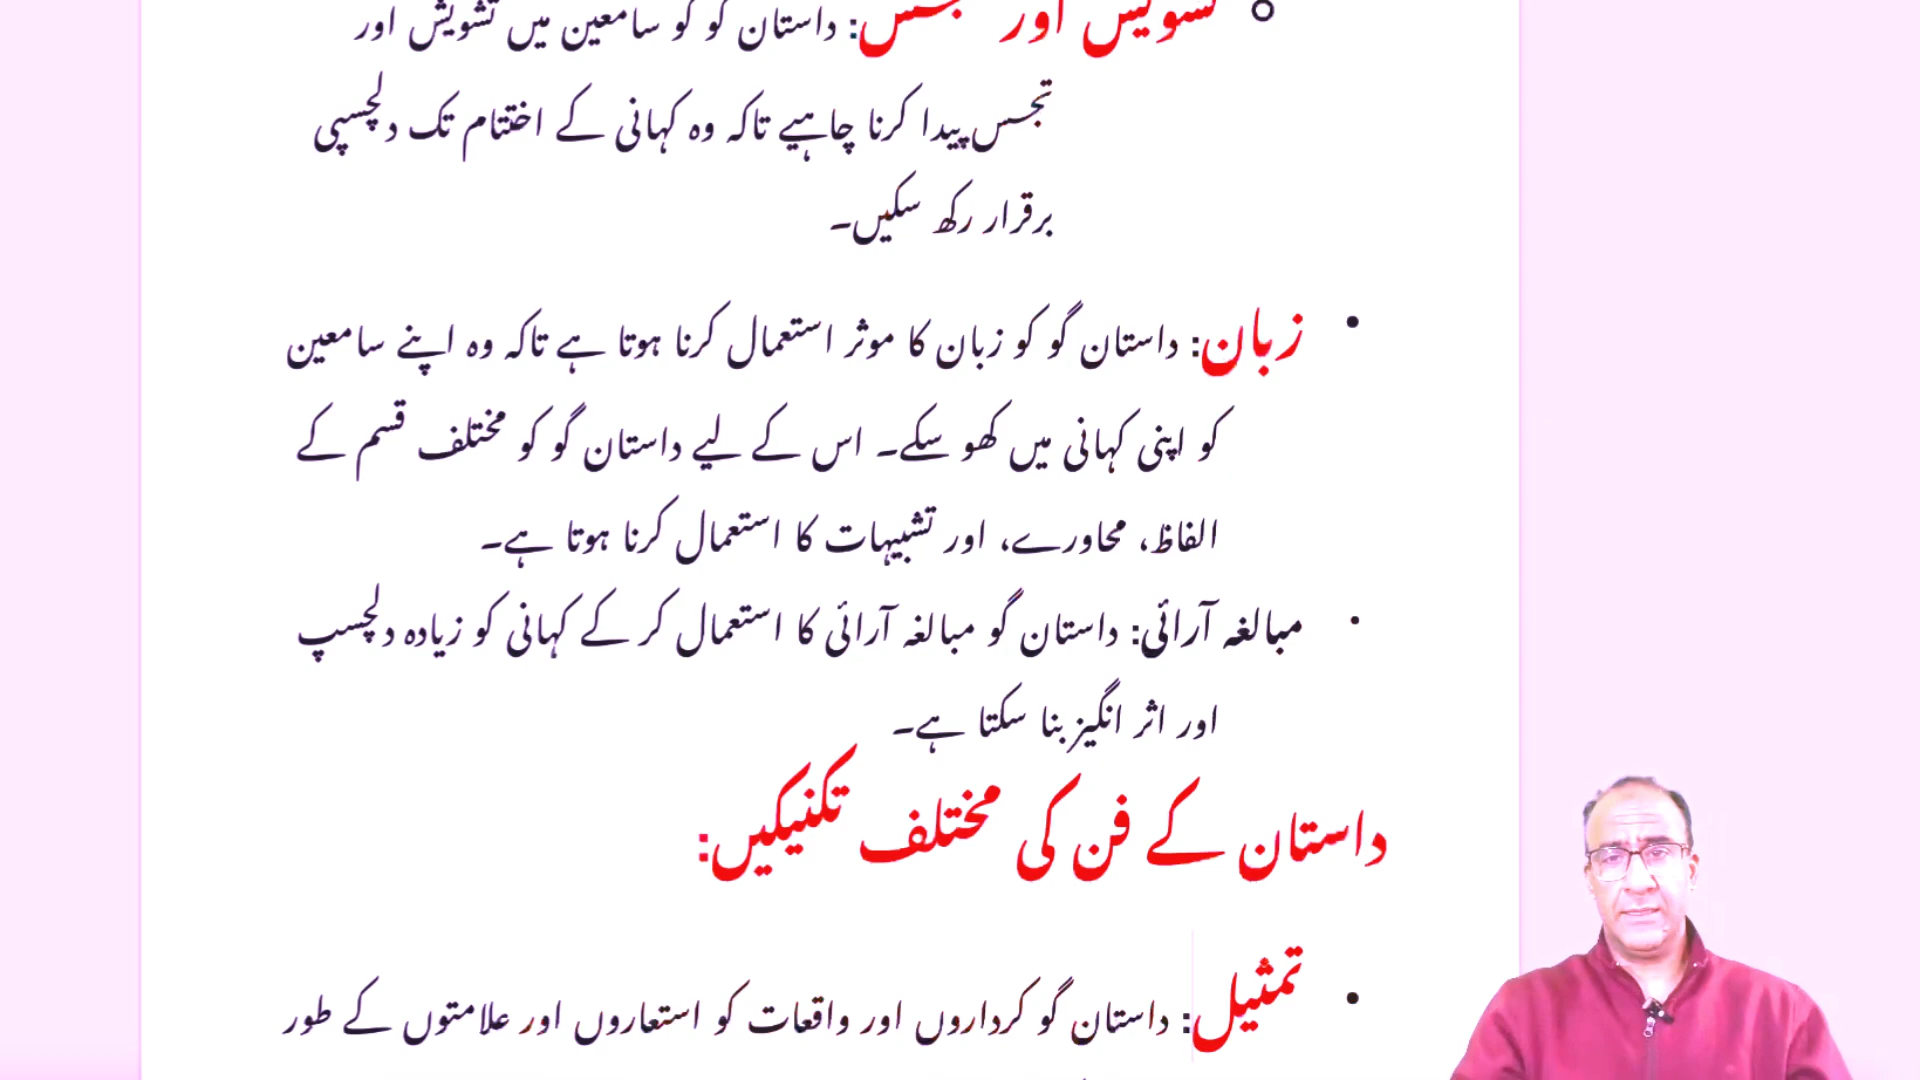 تشویش اور تجسس: داستان گو کو سامعین میں تشویش اور
تجسس پیدا کرنا چاہیے تاکہ وہ کہانی کے اختتام تک دلچسپی
برقرار رکھ سکیں۔
زبان: داستان گو کو زبان کا موثر استعمال کرنا ہوتا ہے تاکہ وہ اپنے سامعین
کو اپنی کہانی میں کھو سکے۔ اس کے لیے داستان گو کو مختلف قسم کے
الفاظ، محاورے، اور تشبیہات کا استعمال کرنا ہوتا ہے۔
مبالغہ آرائی: داستان گو مبالغہ آرائی کا استعمال کر کے کہانی کو زیادہ دلچسپ
اور اثر انگیز بنا سکتا ہے۔
داستان کے فن کی مختلف تکنیکیں:
تمثیل: داستان گو کرداروں اور واقعات کو استعاروں اور علامتوں کے طور